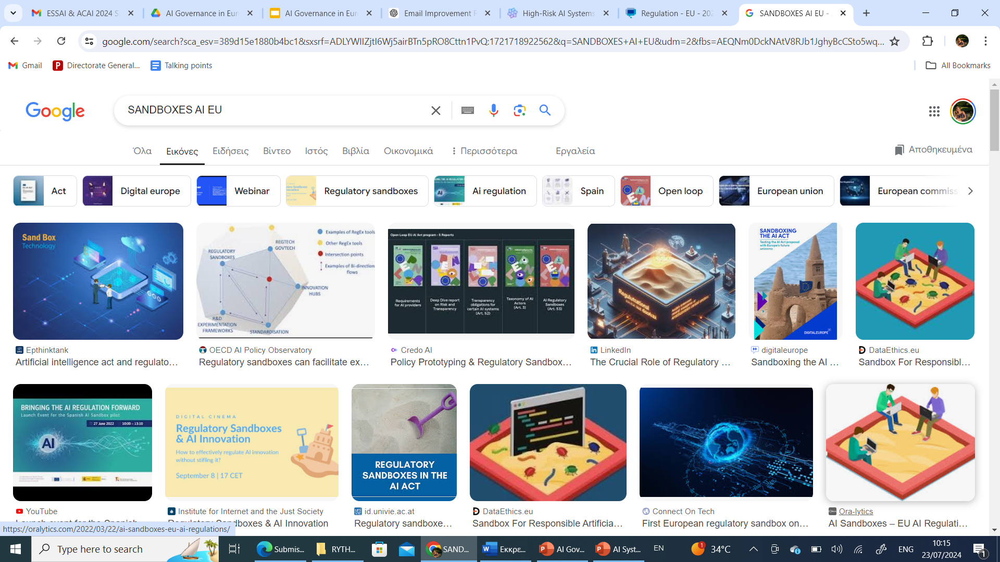 ESSAI & ACAI 2024 S
AI Governance in Eur
AI Governance in Eur
Email Improvement F
High-Risk AI Systems
Regulation - EU - 202
SANDBOXES AI EU -
google.com/search?sca_esv=389d15e1880b4bc1&sxsrf=ADLYWIIZjtI6Wj5airBTn5pRO8Cttn1PvQ:1721718922562&q=SANDBOXES+AI+EU&udm=2&fbs=AEQNm0DckNAtV8RJb1JghyBcCSto5wq...
Gmail
Directorate General...
Talking points
All Bookmarks
Google
SANDBOXES AI EU
Όλα
Εικόνες
Ειδήσεις
Βίντεο
Ιστός
Βιβλία
Οικονομικά
Περισσότερα
Εργαλεία
Αποθηκευμένα
Act
Digital europe
Webinar
Regulatory sandboxes
Ai regulation
Spain
Open loop
European union
European commiss
Sand Box
Technology
REGULATORY
SANDBOXES
REGTECH
GOVTECH
Examples of RegEx tools
Other RegEx tools
Intersection points
Examples of Bi-direction
flows
INNOVATION
HUBS
R&D
EXPERIMENTATION
FRAMEWORKS
STANDARDISATION
Open Loop EU AI Act program - 5 Reports
Requirements
for AI providers
Deep Dive report
on Risk and
Transparency
Transparency
obligations for
certain AI systems
(Art. 52)
Taxonomy of AI
Actors
(Art. 3)
AI Regulatory
Sandboxes
(Art. 53)
SANDBOXING
THE AI ACT
Testing the AI Act proposal
with Europe's future
unicorns
DIGITALEUROPE
Epthinktank
Artificial intelligence act and regulato...
OECD AI Policy Observatory
Regulatory sandboxes can facilitate ex...
Credo AI
Policy Prototyping & Regulatory Sandbox...
LinkedIn
The Crucial Role of Regulatory ...
digitaleurope
Sandboxing the AI ...
DataEthics.eu
Sandbox For Responsibl...
BRINGING THE AI REGULATION FORWARD
Launch Event for the Spanish AI Sandbox pilot
27 June 2022
10:00 - 13:10
AI
DIGITAL CINEMA
Regulatory Sandboxes
& AI Innovation
How to effectively regulate AI innovation
without stifling it?
September 8 | 17 CET
REGULATORY
SANDBOXES IN THE
AI ACT
YouTube
Launch event for the Spanish
Institute for Internet and the Just Society
Regulatory Sandboxes & AI Innovation
id.univie.ac.at
Regulatory sandboxe...
DataEthics.eu
Sandbox For Responsible Artificia...
Connect On Tech
First European regulatory sandbox on...
Ora-lytics
AI Sandboxes – EU AI Regulati...
https://oralytics.com/2022/03/22/ai-sandboxes-eu-ai-regulations/
Type here to search
Submis...
RYTH...
SAND...
Εκκρε...
AI Gov...
AI Syst...
EN
1
34°C
ENG
10:15
23/07/2024
1